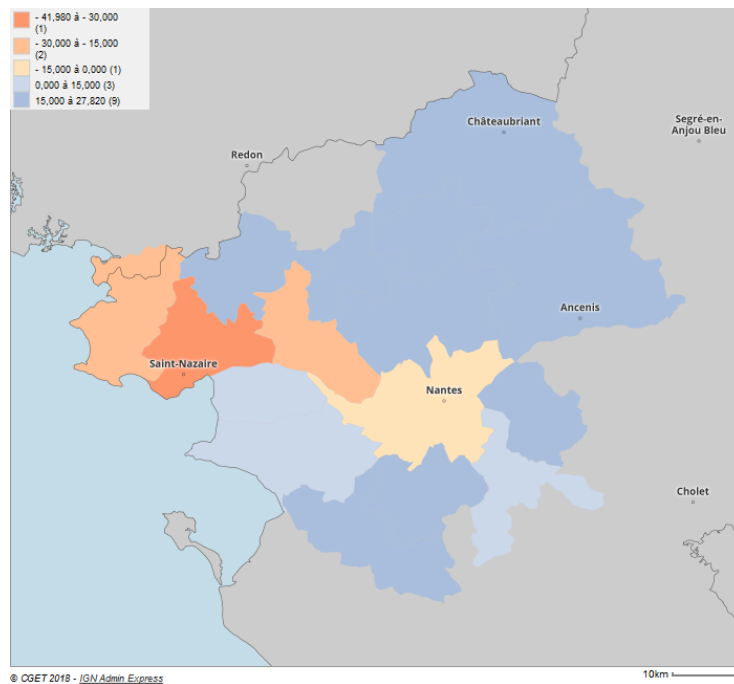 - 41,980 à - 30,000
(1)
- 30,000 à - 15,000
(2)
- 15,000 à 0,000 (1)
0,000 à 15,000 (3)
15,000 à 27,820 (9)
Châteaubriant
Segré-en-
Anjou Bleu
Redon
Ancenis
Saint-Nazaire
Nantes
Cholet
© CGET 2018 - IGN Admin Express
10km